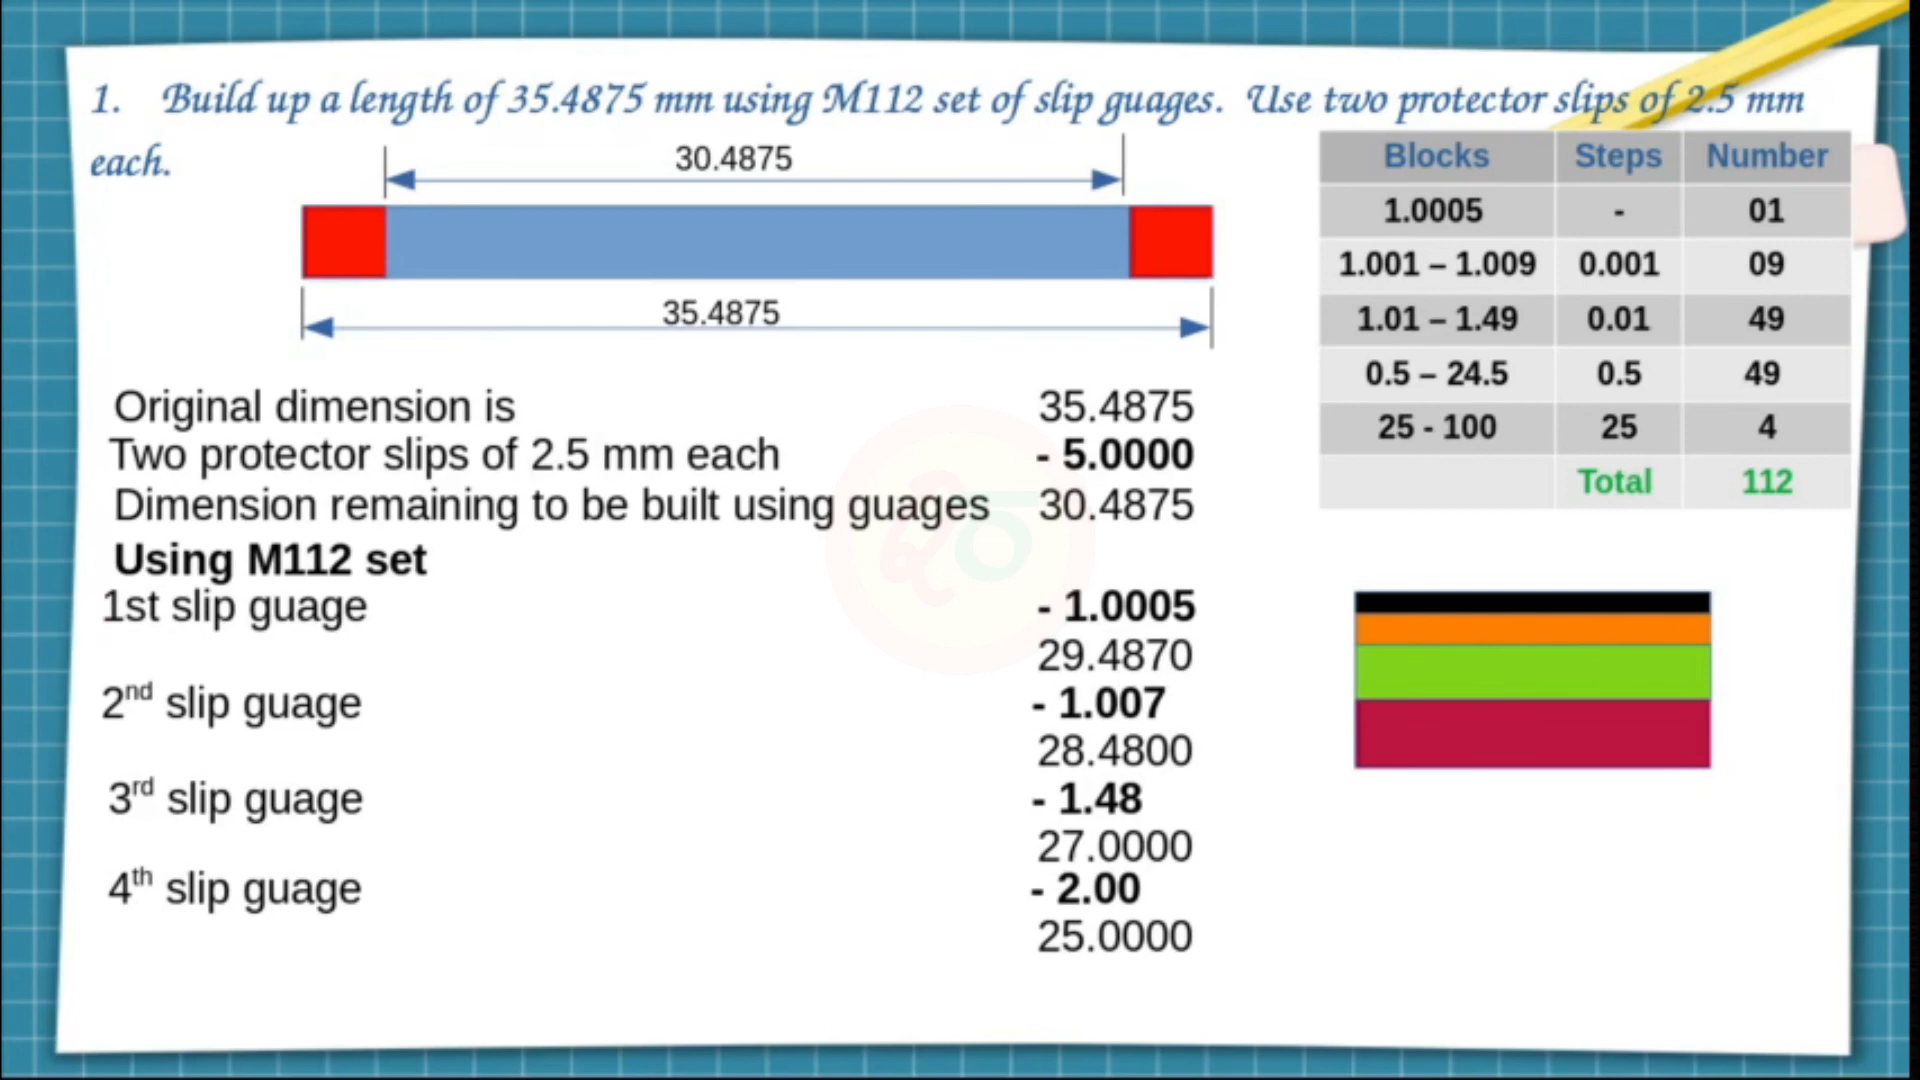 1. Build up a length of 35.4875 mm using M112 set of slip guages. Use two protector slips of 2.5 mm
each.
30.4875
35.4875
Blocks Steps Number
1.0005 - 01
1.001 – 1.009 0.001 09
1.01 – 1.49 0.01 49
0.5 – 24.5 0.5 49
25 - 100 25 4
Total 112
Original dimension is 35.4875
Two protector slips of 2.5 mm each - 5.0000
Dimension remaining to be built using guages 30.4875
Using M112 set
1st slip guage - 1.0005
29.4870
2nd slip guage - 1.007
28.4800
3rd slip guage - 1.48
27.0000
4th slip guage - 2.00
25.0000